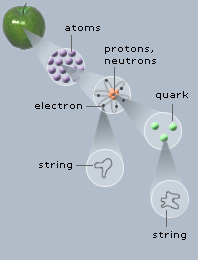 atoms
protons,
neutrons
electron
quark
string
string